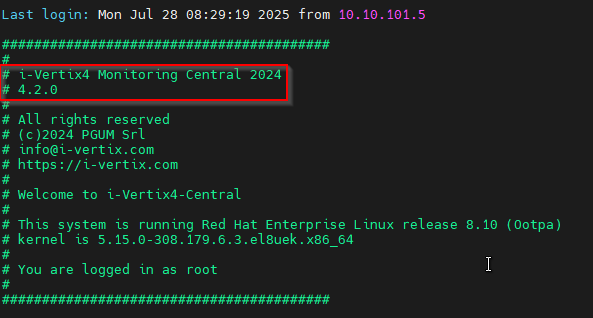 Last login: Mon Jul 28 08:29:19 2025 from 10.10.101.5
#########################################
#
# i-Vertix4 Monitoring Central 2024
# 4.2.0
#
# All rights reserved
# (c)2024 PGUM Srl
# info@i-vertix.com
# https://i-vertix.com
#
# Welcome to i-Vertix4-Central
#
# This system is running Red Hat Enterprise Linux release 8.10 (Ootpa)
# kernel is 5.15.0-308.179.6.3.el8uek.x86_64
#
# You are logged in as root
#
#########################################